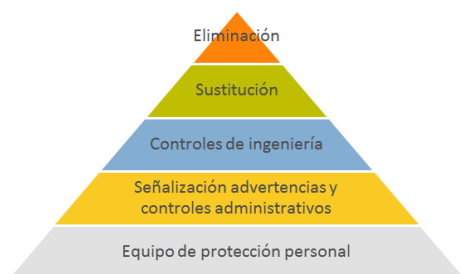 Eliminación
Sustitución
Controles de ingeniería
Señalización advertencias y
controles administrativos
Equipo de protección personal